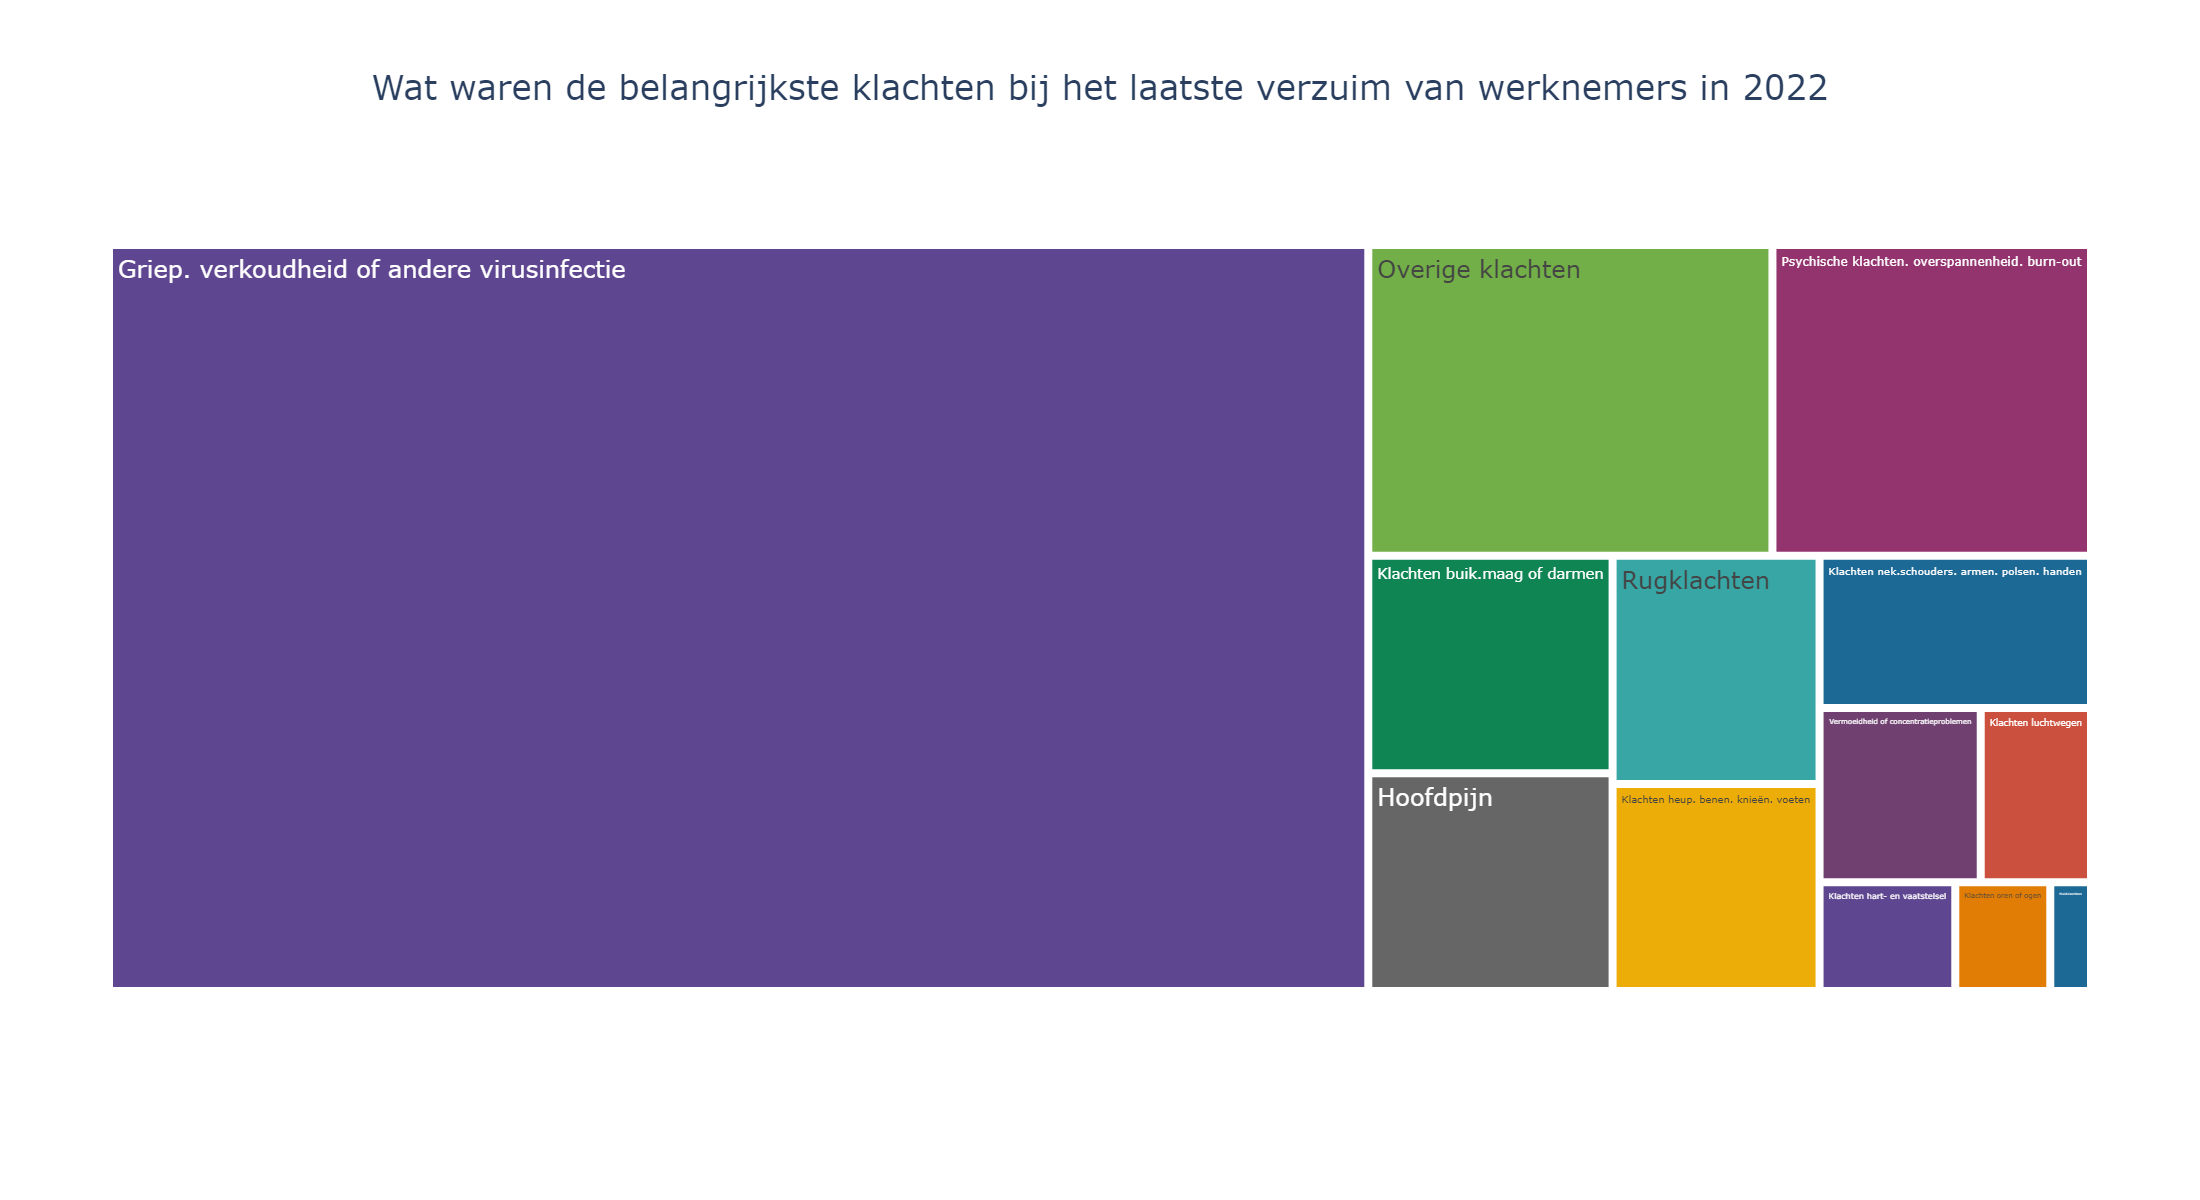 Wat waren de belangrijkste klachten bij het laatste verzuim van werknemers in 2022
Griep. verkoudheid of andere virusinfectie
Overige klachten
Psychische klachten. overspannenheid. burn-out
Klachten buik.maag of darmen
Rugklachten
Klachten nek.schouders. armen. polsen. handen
Vermoeidheid of concentratieproblemen
Klachten luchtwegen
Hoofdpijn
Klachten heup. benen. knieën. voeten
Klachten hart- en vaatstelsel
Klachten oren of ogen